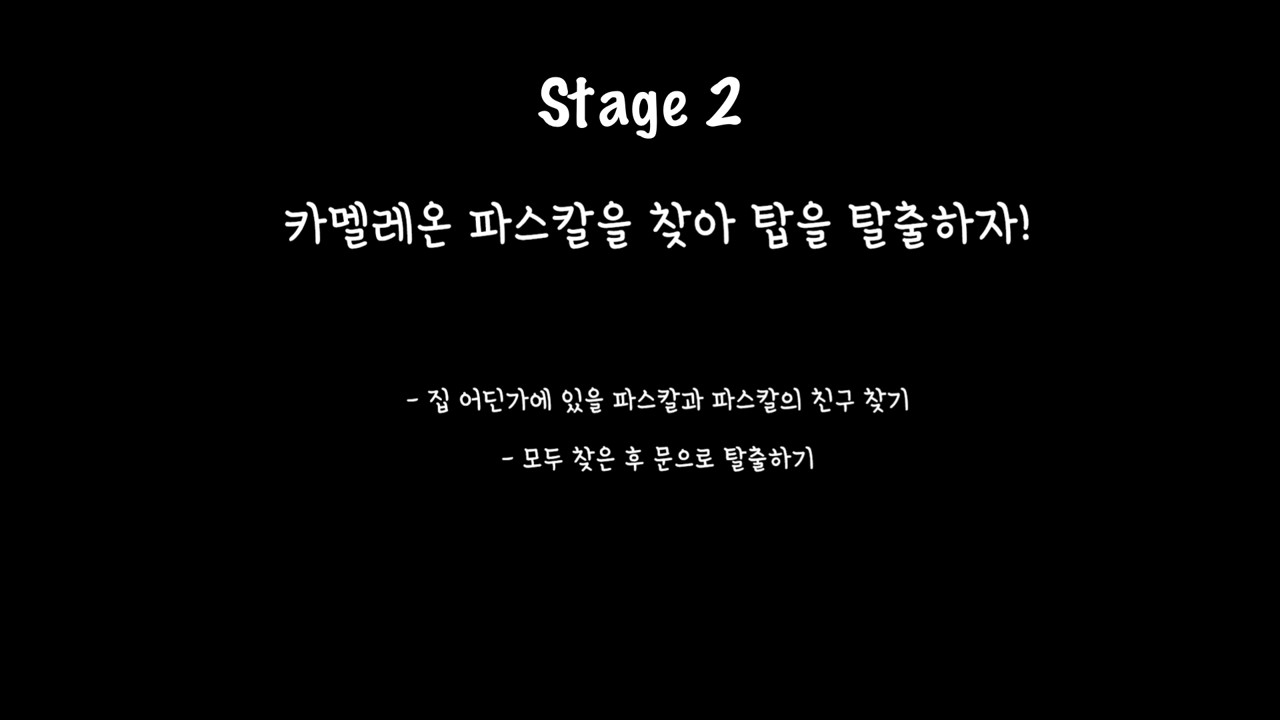 Stage 2
카멜레온 파스칼을 찾아 탑을 탈출하자!
- 집 어딘가에 있을 파스칼과 파스칼의 친구 찾기
- 모두 찾은 후 문으로 탈출하기